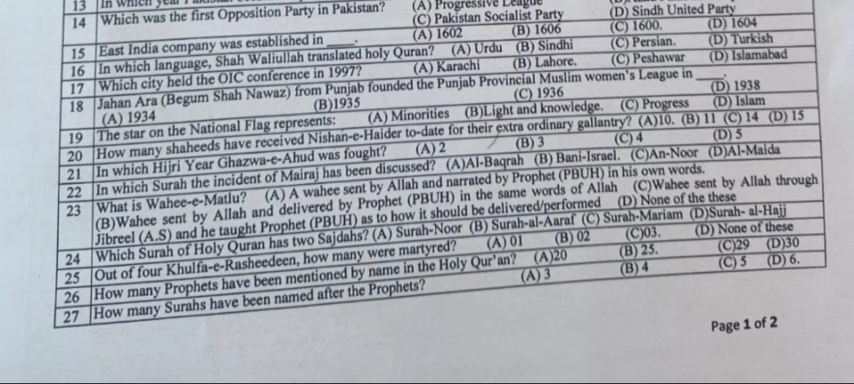 13 In which year
(A) Progressive League
14 Which was the first Opposition Party in Pakistan? (C) Pakistan Socialist Party (D) Sindh United Party
15 East India company was established in ____. (A) 1602 (B) 1606 (C) 1600. (D) 1604
16 In which language, Shah Waliullah translated holy Quran? (A) Urdu (B) Sindhi (C) Persian. (D) Turkish
17 Which city held the OIC conference in 1997? (A) Karachi (B) Lahore. (C) Peshawar (D) Islamabad
18 Jahan Ara (Begum Shah Nawaz) from Punjab founded the Punjab Provincial Muslim women's League in ____.
(A) 1934 (B)1935 (C) 1936 (D) 1938
19 The star on the National Flag represents: (A) Minorities (B)Light and knowledge. (C) Progress (D) Islam
20 How many shaheeds have received Nishan-e-Haider to-date for their extra ordinary gallantry? (A)10. (B) 11 (C) 14 (D) 15
21 In which Hijri Year Ghazwa-e-Ahud was fought? (A) 2 (B) 3 (C) 4 (D) 5
22 In which Surah the incident of Mairaj has been discussed? (A)Al-Baqrah (B) Bani-Israel. (C)An-Noor (D)Al-Maida
23 What is Wahee-e-Matlu? (A) A wahee sent by Allah and narrated by Prophet (PBUH) in his own words.
(B)Wahee sent by Allah and delivered by Prophet (PBUH) in the same words of Allah (C)Wahee sent by Allah through
Jibreel (A.S) and he taught Prophet (PBUH) as to how it should be delivered/performed (D) None of the these
24 Which Surah of Holy Quran has two Sajdahs? (A) Surah-Noor (B) Surah-al-Aaraf (C) Surah-Mariam (D)Surah- al-Hajj
25 Out of four Khulfa-e-Rasheedeen, how many were martyred? (A) 01 (B) 02 (C)03. (D) None of these
26 How many Prophets have been mentioned by name in the Holy Qur'an? (A)20 (B) 25. (C)29 (D)30
27 How many Surahs have been named after the Prophets? (A) 3 (B) 4 (C) 5 (D) 6.
Page 1 of 2